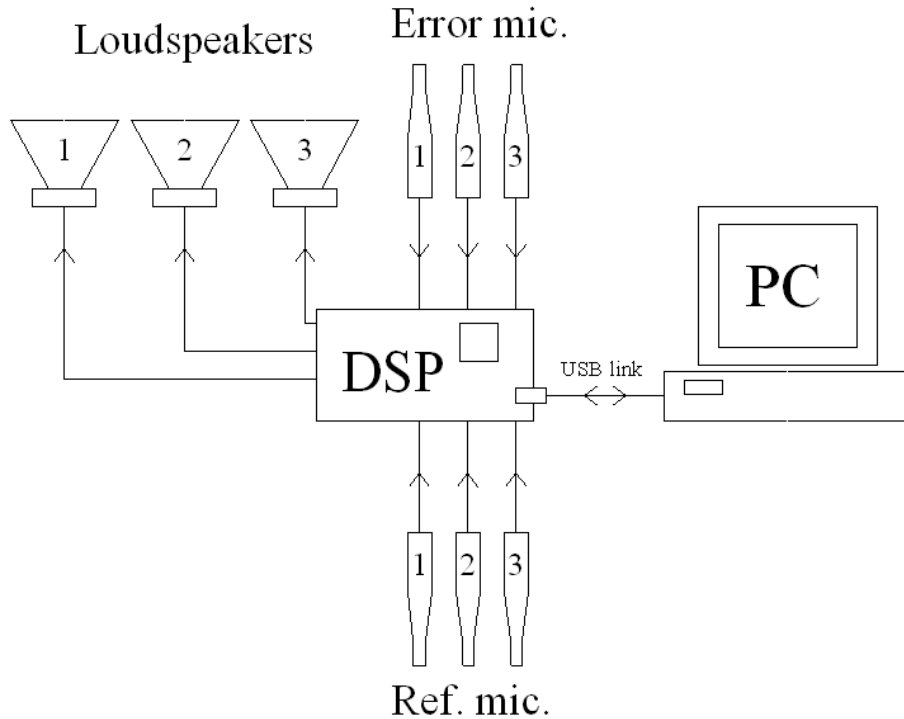 Loudspeakers
Error mic.
1
2
3
1
2
3
PC
DSP
USB link
1
2
3
Ref. mic.